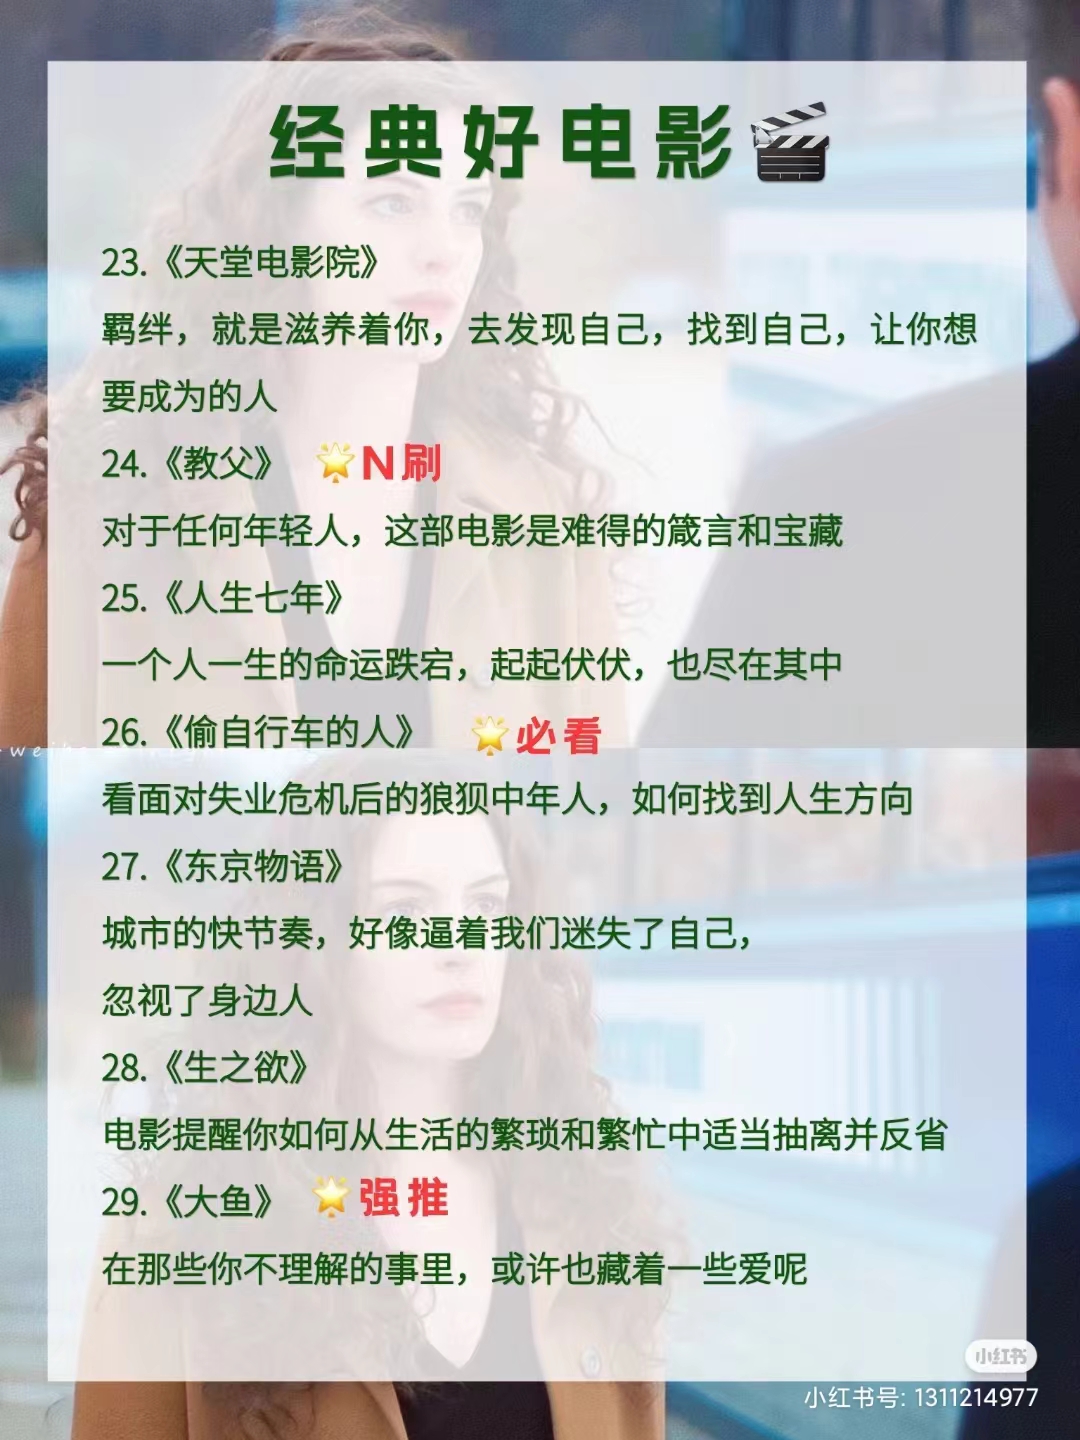 经典好电影
23.《天堂电影院》
羁绊，就是滋养着你，去发现自己，找到自己，让你想
要成为的人
24.《教父》 N刷
对于任何年轻人，这部电影是难得的箴言和宝藏
25.《人生七年》
一个人一生的命运跌宕，起起伏伏，也尽在其中
26.《偷自行车的人》 必看
看面对失业危机后的狼狈中年人，如何找到人生方向
27.《东京物语》
城市的快节奏，好像逼着我们迷失了自己，
忽视了身边人
28.《生之欲》
电影提醒你如何从生活的繁琐和繁忙中适当抽离并反省
29.《大鱼》 强推
在那些你不理解的事里，或许也藏着一些爱呢
小红书
小红书号: 1311214977